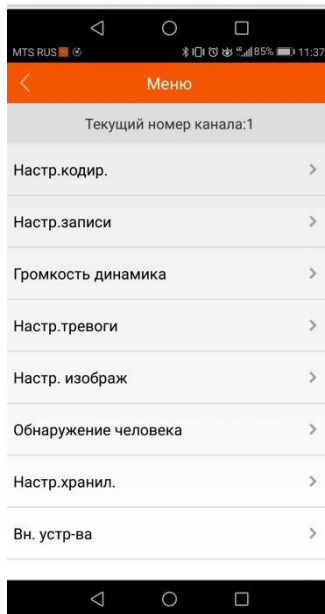 MTS RUS 85% 11:37
Меню
Текущий номер канала:1
Настр.кодир.
Настр.записи
Громкость динамика
Настр.тревоги
Настр. изображ
Обнаружение человека
Настр.хранил.
Вн. устр-ва